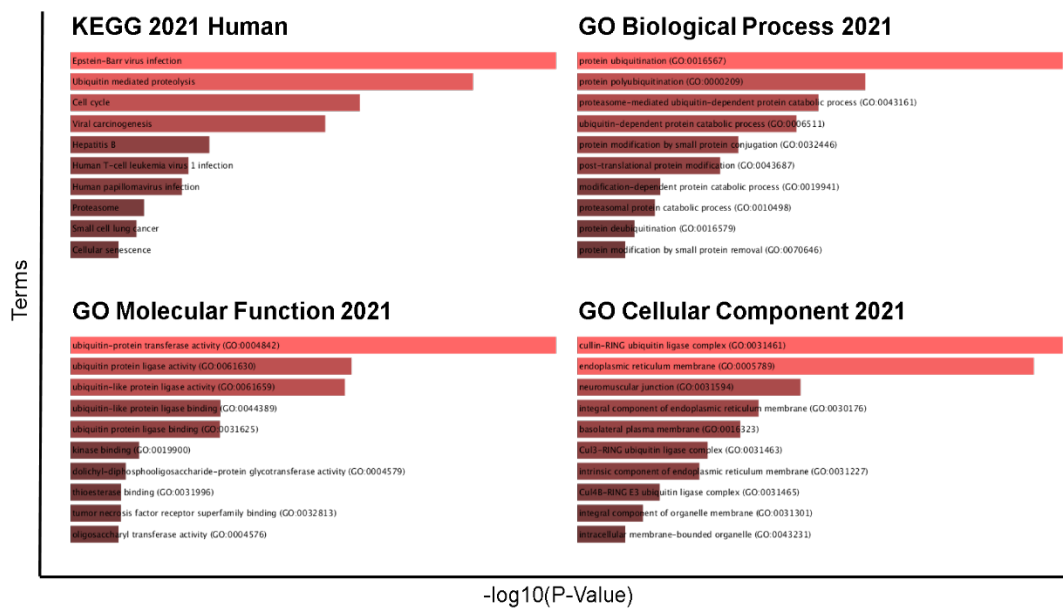 KEGG 2021 Human
Epstein-Barr virus infection
Ubiquitin mediated proteolysis
Cell cycle
Viral carcinogenesis
Hepatitis B
Human T-cell leukemia virus 1 infection
Human papillomavirus infection
Proteasome
Small cell lung cancer
Cellular senescence
GO Biological Process 2021
protein ubiquitination (GO:0016567)
protein polyubiquitination (GO:0000209)
proteasome-mediated ubiquitin-dependent protein catabolic process (GO:0043161)
ubiquitin-dependent protein catabolic process (GO:0006511)
protein modification by small protein conjugation (GO:0032446)
post-translational protein modification (GO:0043687)
modification-dependent protein catabolic process (GO:0019941)
proteasomal protein catabolic process (GO:0010498)
protein deubiquitination (GO:0016579)
protein modification by small protein removal (GO:0070646)
Terms
GO Molecular Function 2021
ubiquitin-protein transferase activity (GO:0004842)
ubiquitin protein ligase activity (GO:0061630)
ubiquitin-like protein ligase activity (GO:0061659)
ubiquitin-like protein ligase binding (GO:0044389)
ubiquitin protein ligase binding (GO:0031625)
kinase binding (GO:0019900)
dolichyl-diphosphooligosaccharide-protein glycotransferase activity (GO:0004579)
thioesterase binding (GO:0031996)
tumor necrosis factor receptor superfamily binding (GO:0032813)
oligosaccharyl transferase activity (GO:0004576)
GO Cellular Component 2021
cullin-RING ubiquitin ligase complex (GO:0031461)
endoplasmic reticulum membrane (GO:0005789)
neuromuscular junction (GO:0031594)
integral component of endoplasmic reticulum membrane (GO:0030176)
basolateral plasma membrane (GO:0016323)
Cul3-RING ubiquitin ligase complex (GO:0031463)
intrinsic component of endoplasmic reticulum membrane (GO:0031227)
Cul4B-RING E3 ubiquitin ligase complex (GO:0031465)
integral component of organelle membrane (GO:0031301)
intracellular membrane-bounded organelle (GO:0043231)
-log10(P-Value)